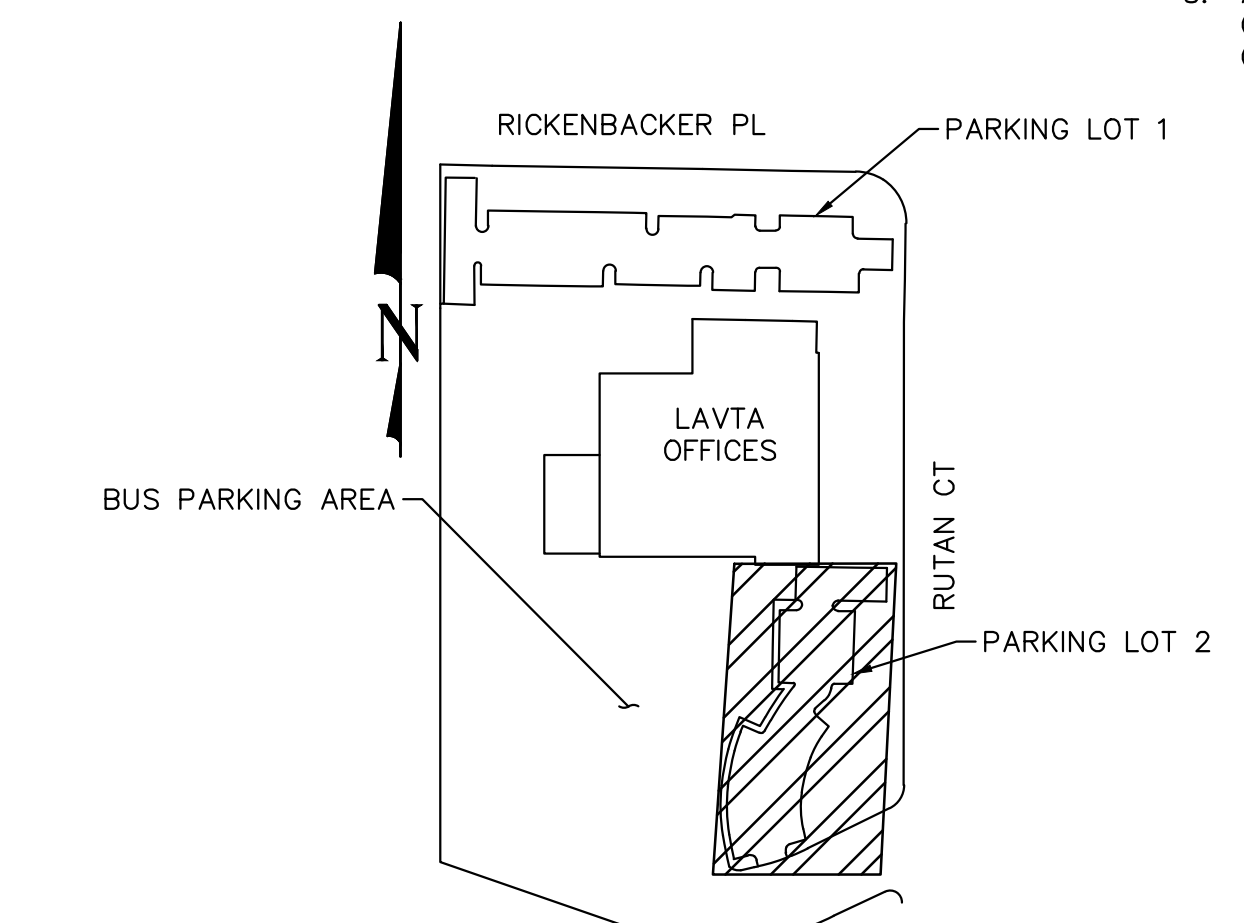 RICKENBACKER PL
PARKING LOT 1
N
LAVTA
OFFICES
BUS PARKING AREA
RUTAN CT
PARKING LOT 2